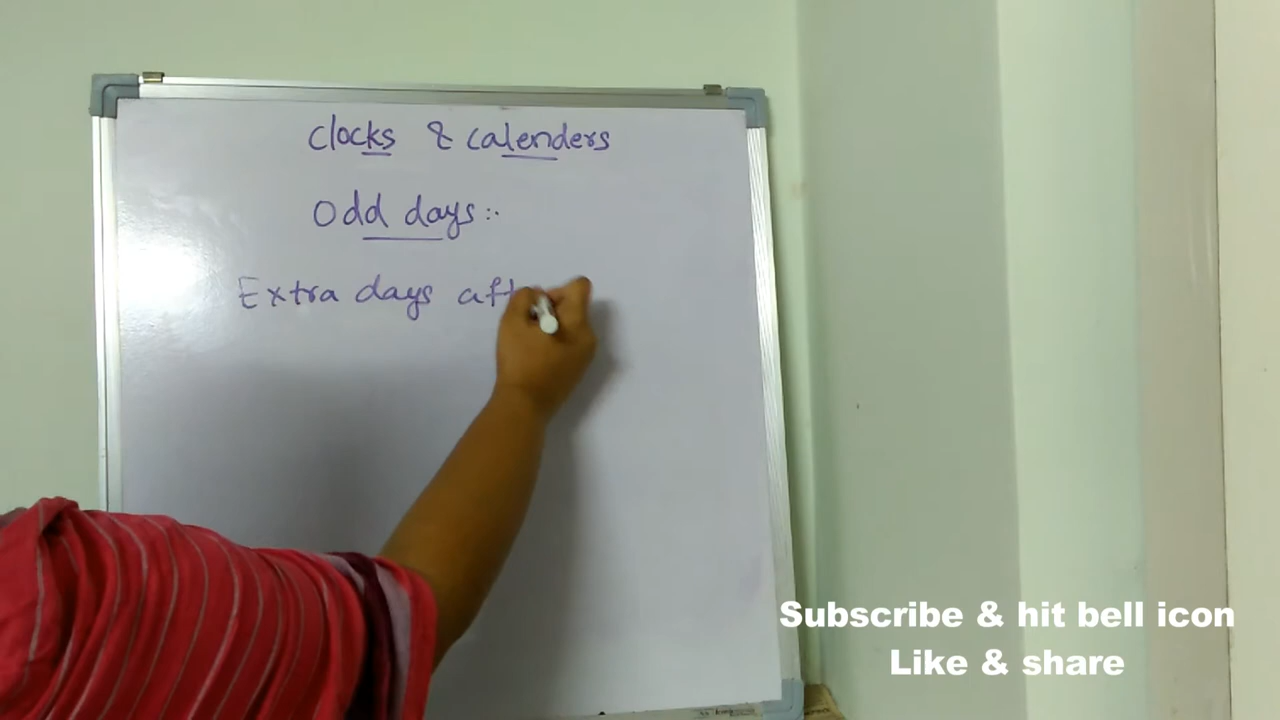 clocks & calenders
Odd days :-
Extra days aft
Subscribe & hit bell icon
Like & share